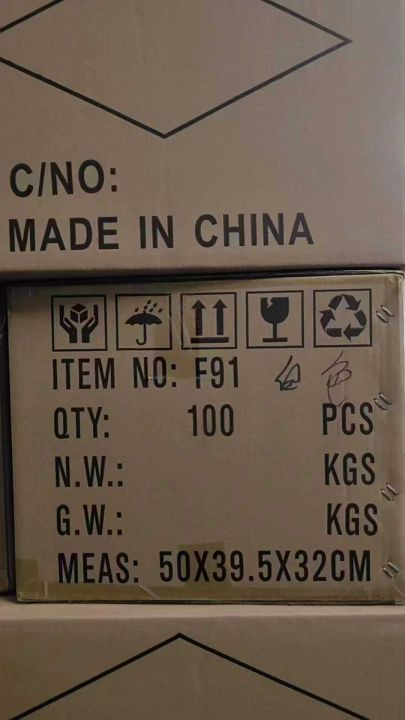 C/NO:
MADE IN CHINA
ITEM NO: F91 白色
QTY: 100 PCS
N.W.: KGS
G.W.: KGS
MEAS: 50X39.5X32CM